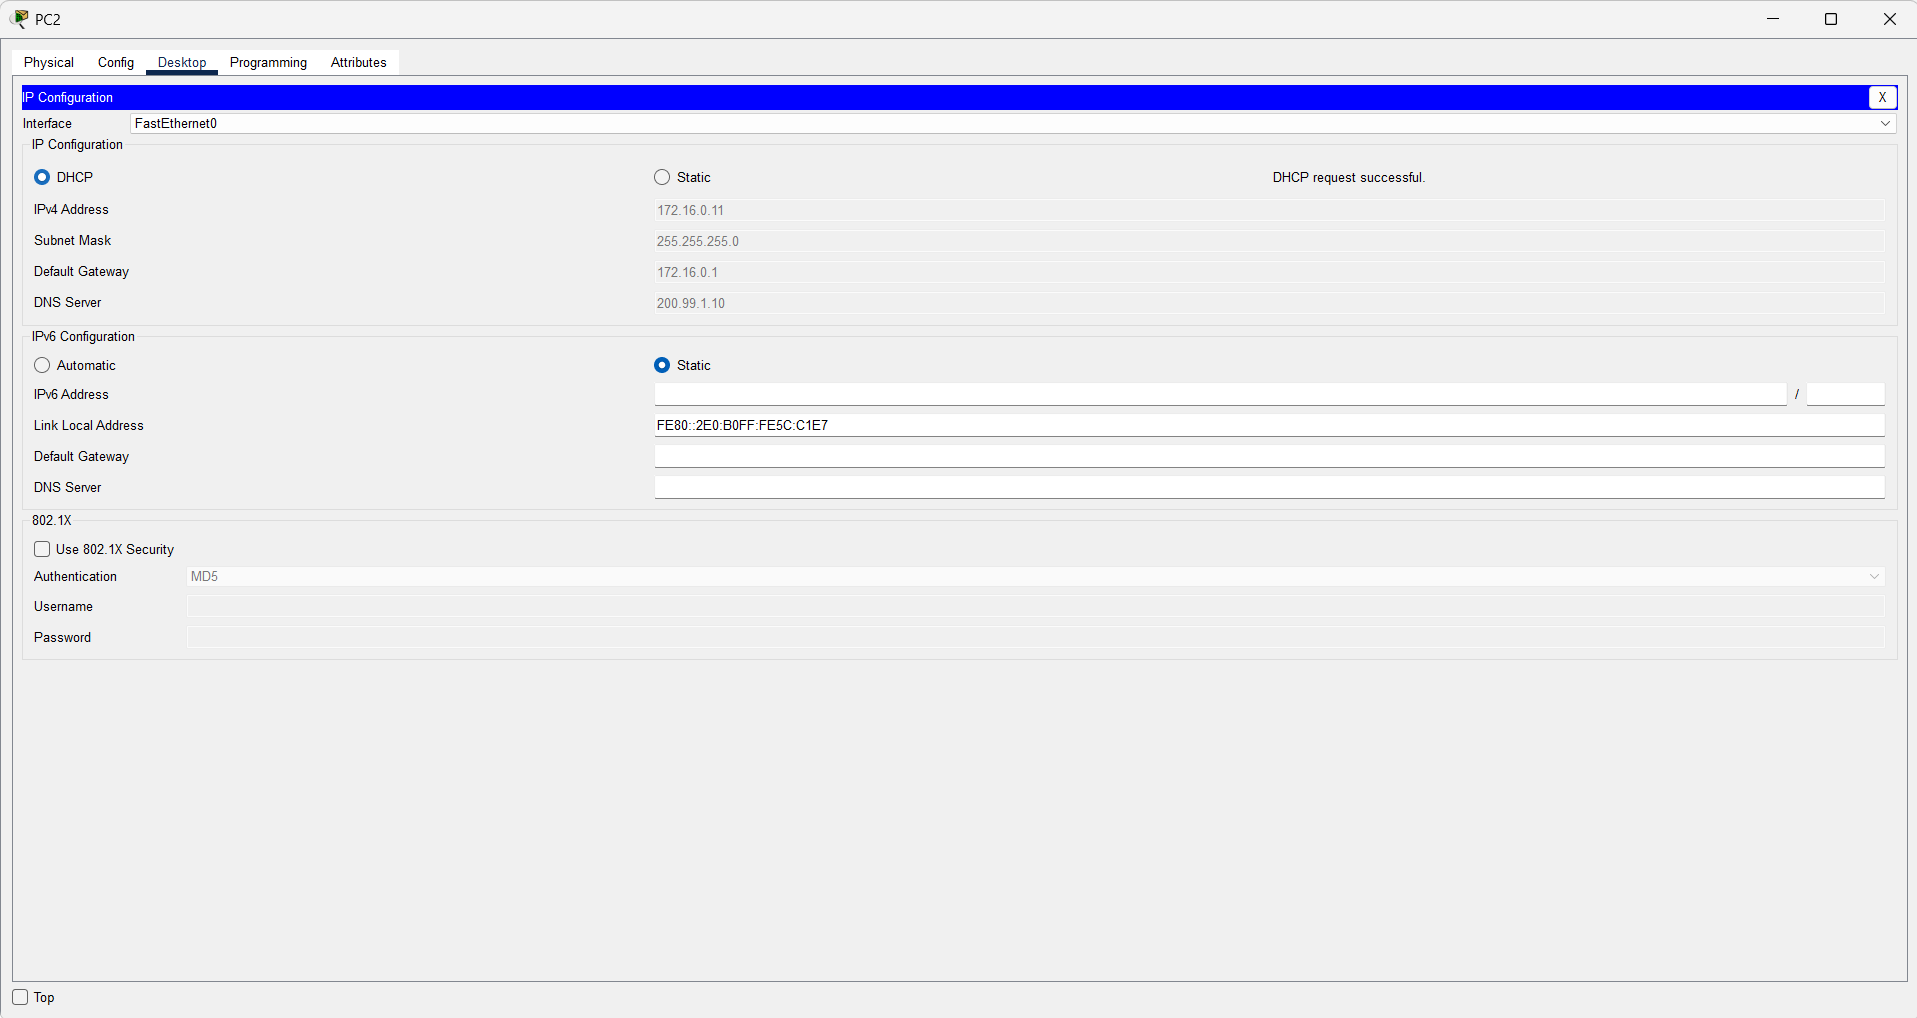 PC2
Physical Config Desktop Programming Attributes
IP Configuration X
Interface FastEthernet0
IP Configuration
DHCP Static DHCP request successful.
IPv4 Address 172.16.0.11
Subnet Mask 255.255.255.0
Default Gateway 172.16.0.1
DNS Server 200.99.1.10
IPv6 Configuration
Automatic Static
IPv6 Address /
Link Local Address FE80::2E0:B0FF:FE5C:C1E7
Default Gateway
DNS Server
802.1X
Use 802.1X Security
Authentication MD5
Username
Password
Top